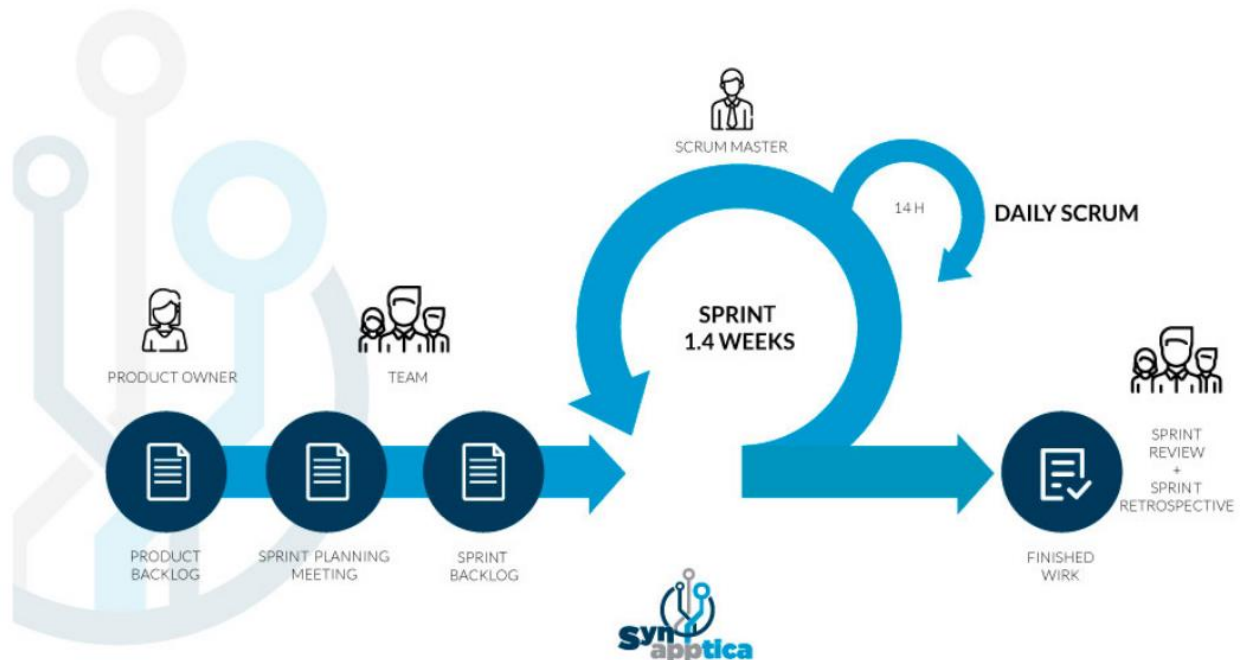 SCRUM MASTER
14 H
DAILY SCRUM
SPRINT
1.4 WEEKS
PRODUCT OWNER
TEAM
PRODUCT
BACKLOG
SPRINT PLANNING
MEETING
SPRINT
BACKLOG
SPRINT
REVIEW
+
SPRINT
RETROSPECTIVE
FINISHED
WIRK
Syn
apptica